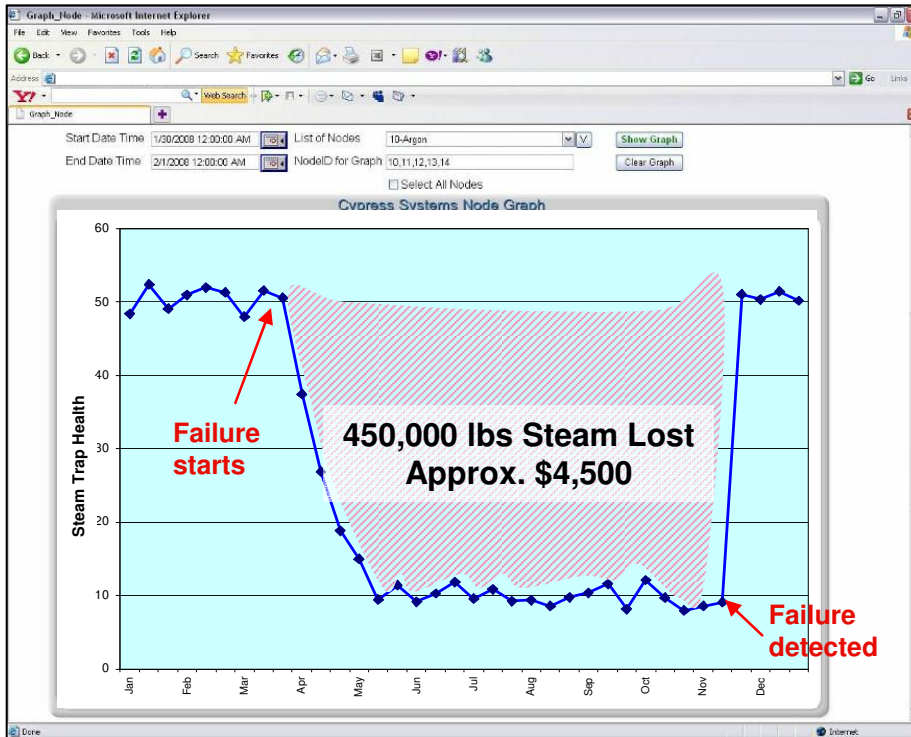 Graph_Node - Microsoft Internet Explorer
File Edit View Favorites Tools Help
Back Search Favorites
Address Go Links
Y! Web Search
Graph_Node
Start Date Time 1/30/2008 12:00:00 AM List of Nodes 10-Argon V Show Graph
End Date Time 2/1/2008 12:00:00 AM NodeID for Graph 10,11,12,13,14 Clear Graph
Select All Nodes
Cypress Systems Node Graph
60
50
40
30
20
10
0
Steam Trap Health
Failure
starts
450,000 lbs Steam Lost
Approx. $4,500
Failure
detected
Jan Feb Mar Apr May Jun Jul Aug Sep Oct Nov Dec
Done Internet